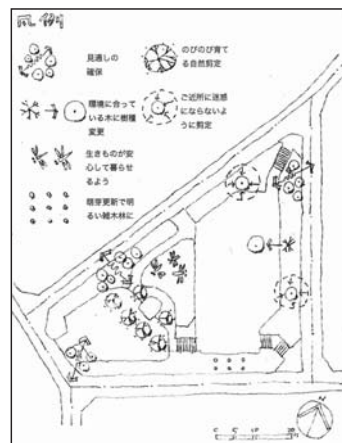 凡例
見通しの
確保
のびのび育て
る自然剪定
環境に合って
いる木に樹種
変更
ご近所に迷惑
にならないよ
うに剪定
生きものが安
心して暮らせ
るよう
萌芽更新で明
るい雑木林に
N
0 5 10 20